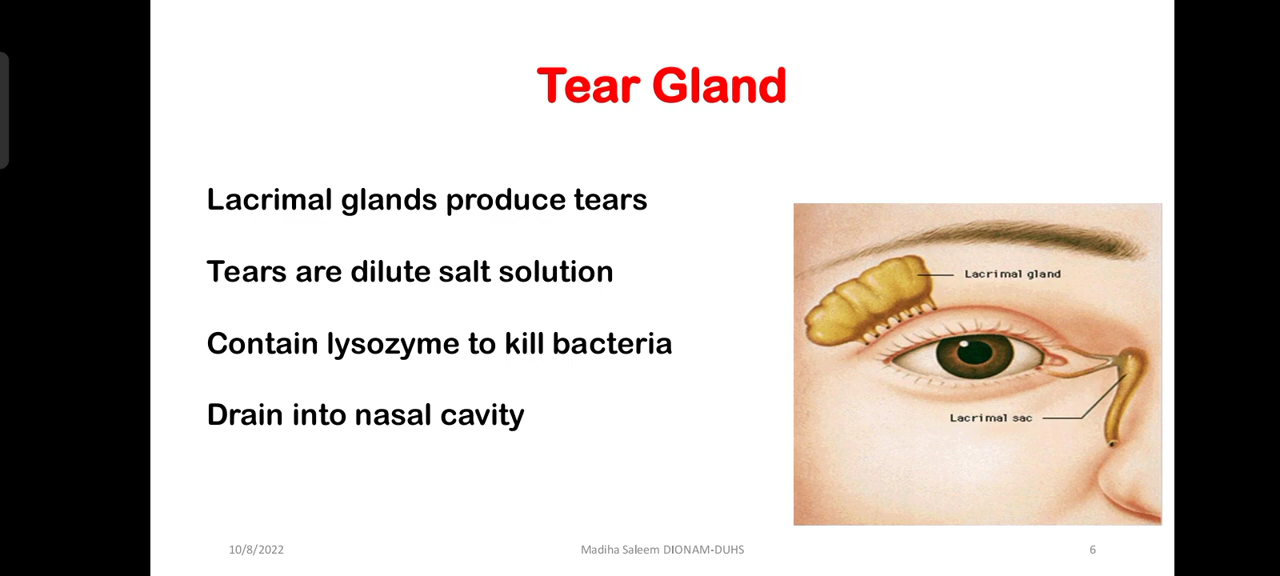 Tear Gland
Lacrimal glands produce tears
Tears are dilute salt solution
Contain lysozyme to kill bacteria
Drain into nasal cavity
Lacrimal gland
Lacrimal sac
10/8/2022
Madiha Saleem DIONAM-DUHS
6